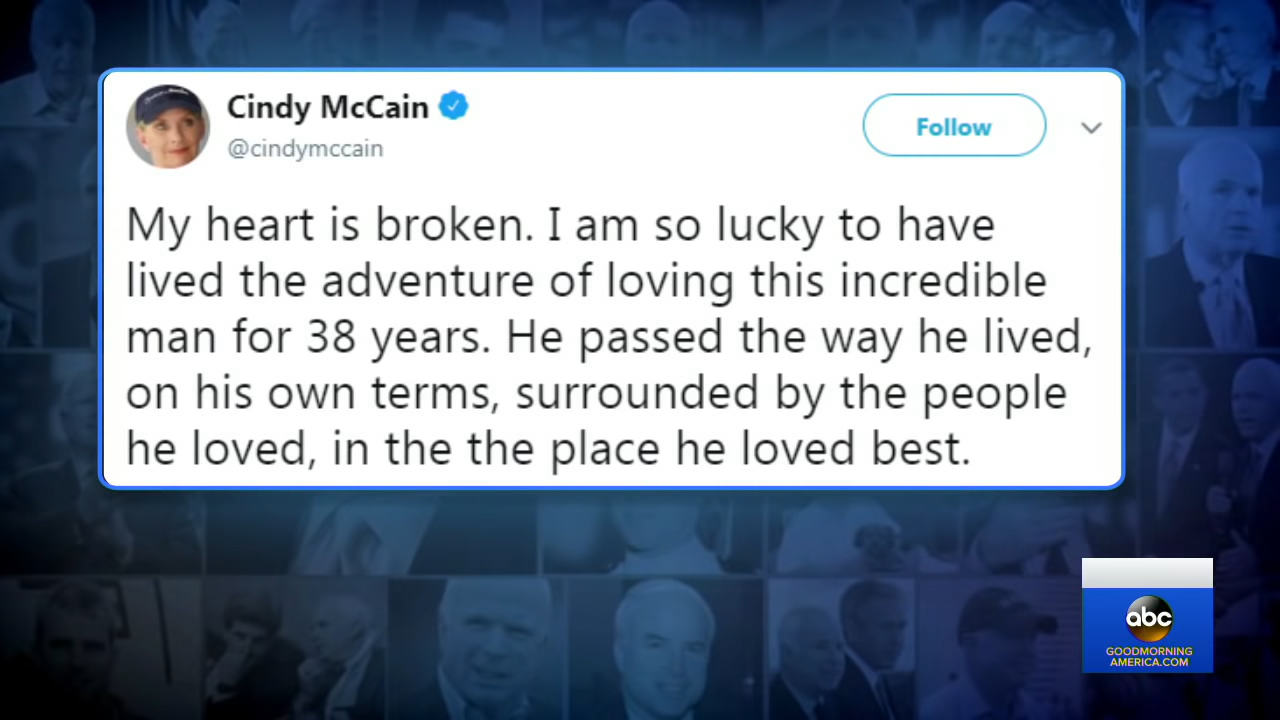 Cindy McCain
@cindymccain
Follow
My heart is broken. I am so lucky to have
lived the adventure of loving this incredible
man for 38 years. He passed the way he lived,
on his own terms, surrounded by the people
he loved, in the the place he loved best.
abc
GOODMORNING
AMERICA.COM